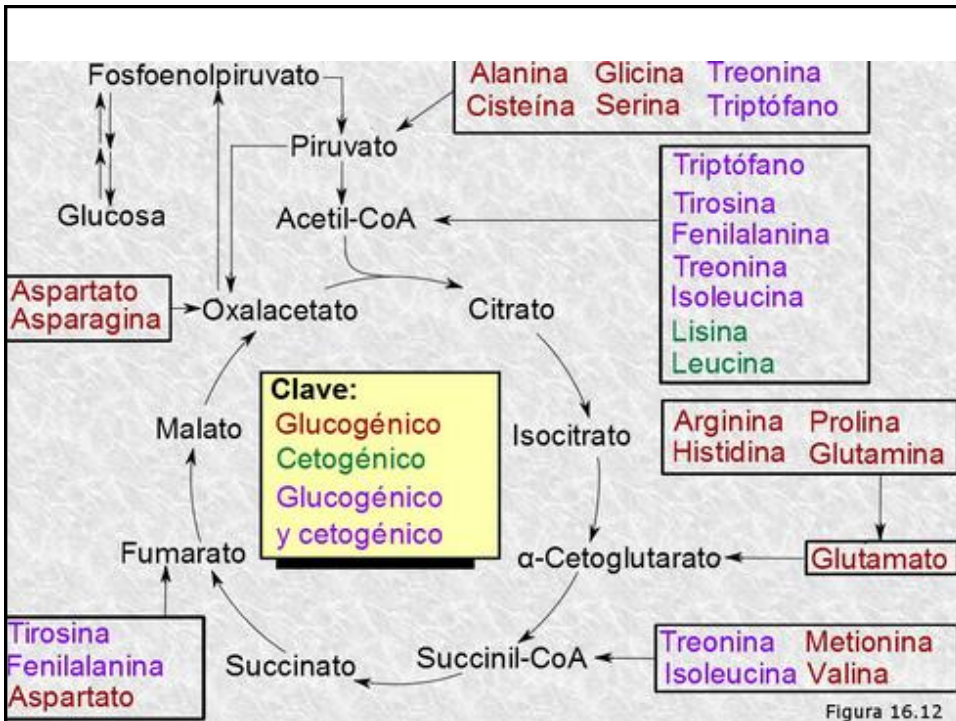 Fosfoenolpiruvato
Alanina Glicina Treonina
Cisteína Serina Triptófano
Piruvato
Glucosa
Acetil-CoA
Triptófano
Tirosina
Fenilalanina
Treonina
Isoleucina
Lisina
Leucina
Aspartato
Asparagina
Oxalacetato
Citrato
Clave:
Glucogénico
Cetogénico
Glucogénico
y cetogénico
Malato
Isocitrato
Arginina Prolina
Histidina Glutamina
Fumarato
α-Cetoglutarato
Glutamato
Tirosina
Fenilalanina
Aspartato
Succinato
Succinil-CoA
Treonina Metionina
Isoleucina Valina
Figura 16.12